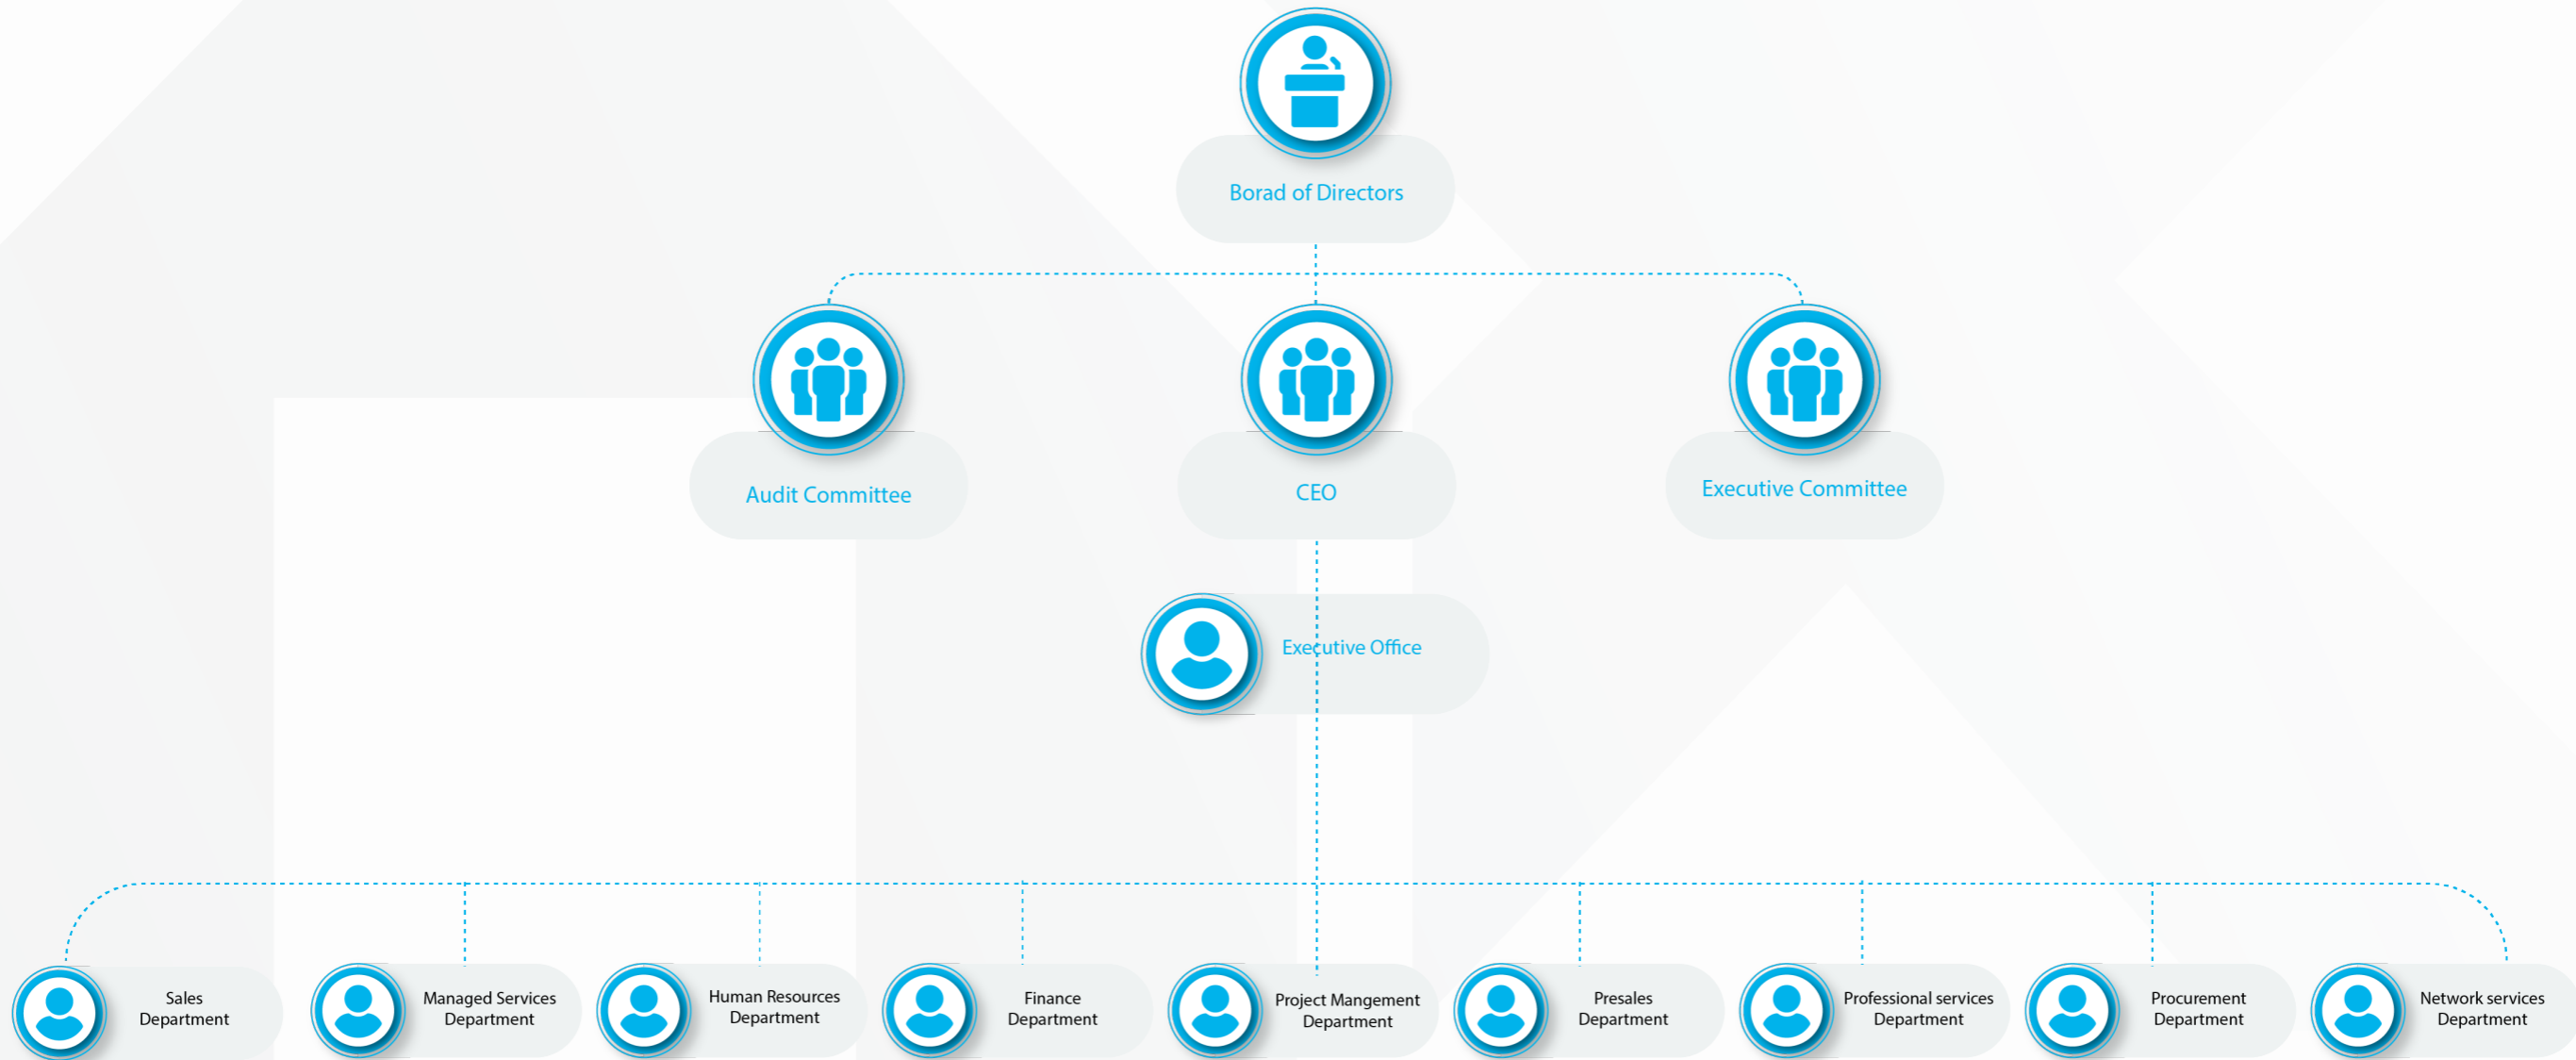 Borad of Directors
Audit Committee
CEO
Executive Committee
Executive Office
Sales
Department
Managed Services
Department
Human Resources
Department
Finance
Department
Project Mangement
Department
Presales
Department
Professional services
Department
Procurement
Department
Network services
Department